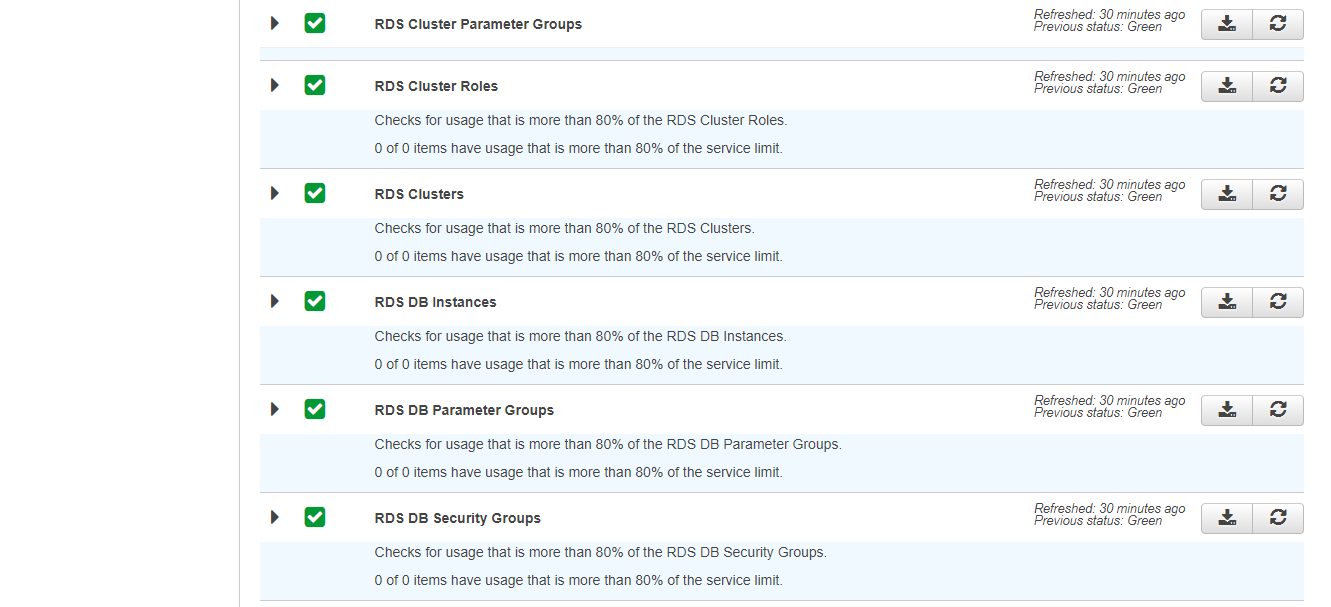 RDS Cluster Parameter Groups
Refreshed: 30 minutes ago
Previous status: Green
RDS Cluster Roles
Refreshed: 30 minutes ago
Previous status: Green
Checks for usage that is more than 80% of the RDS Cluster Roles.
0 of 0 items have usage that is more than 80% of the service limit.
RDS Clusters
Refreshed: 30 minutes ago
Previous status: Green
Checks for usage that is more than 80% of the RDS Clusters.
0 of 0 items have usage that is more than 80% of the service limit.
RDS DB Instances
Refreshed: 30 minutes ago
Previous status: Green
Checks for usage that is more than 80% of the RDS DB Instances.
0 of 0 items have usage that is more than 80% of the service limit.
RDS DB Parameter Groups
Refreshed: 30 minutes ago
Previous status: Green
Checks for usage that is more than 80% of the RDS DB Parameter Groups.
0 of 0 items have usage that is more than 80% of the service limit.
RDS DB Security Groups
Refreshed: 30 minutes ago
Previous status: Green
Checks for usage that is more than 80% of the RDS DB Security Groups.
0 of 0 items have usage that is more than 80% of the service limit.